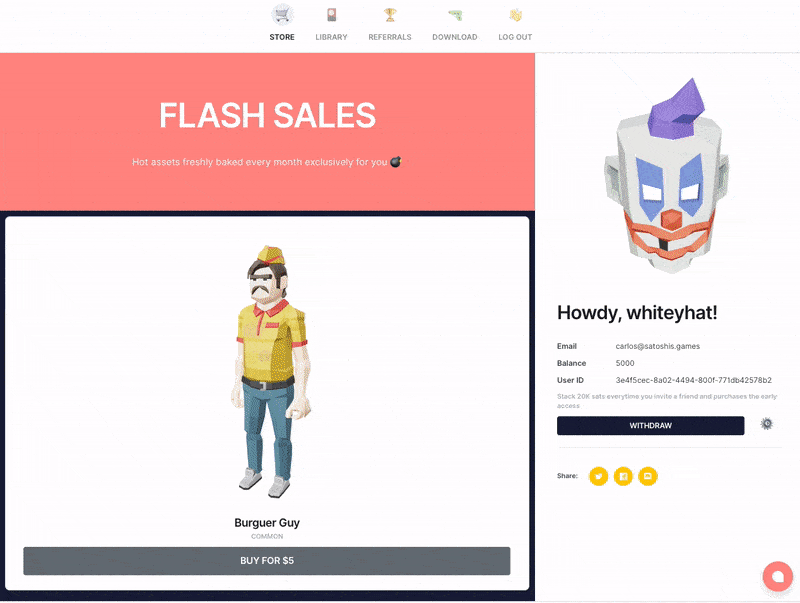 STORE
LIBRARY
REFERRALS
DOWNLOAD
LOG OUT
FLASH SALES
Hot assets freshly baked every month exclusively for you 💣
Burguer Guy
COMMON
BUY FOR $5
Howdy, whiteyhat!
Email carlos@satoshis.games
Balance 5000
User ID 3e4f5cec-8a02-4494-800f-771db42578b2
Stack 20K sats everytime you invite a friend and purchases the early
access
WITHDRAW
Share: